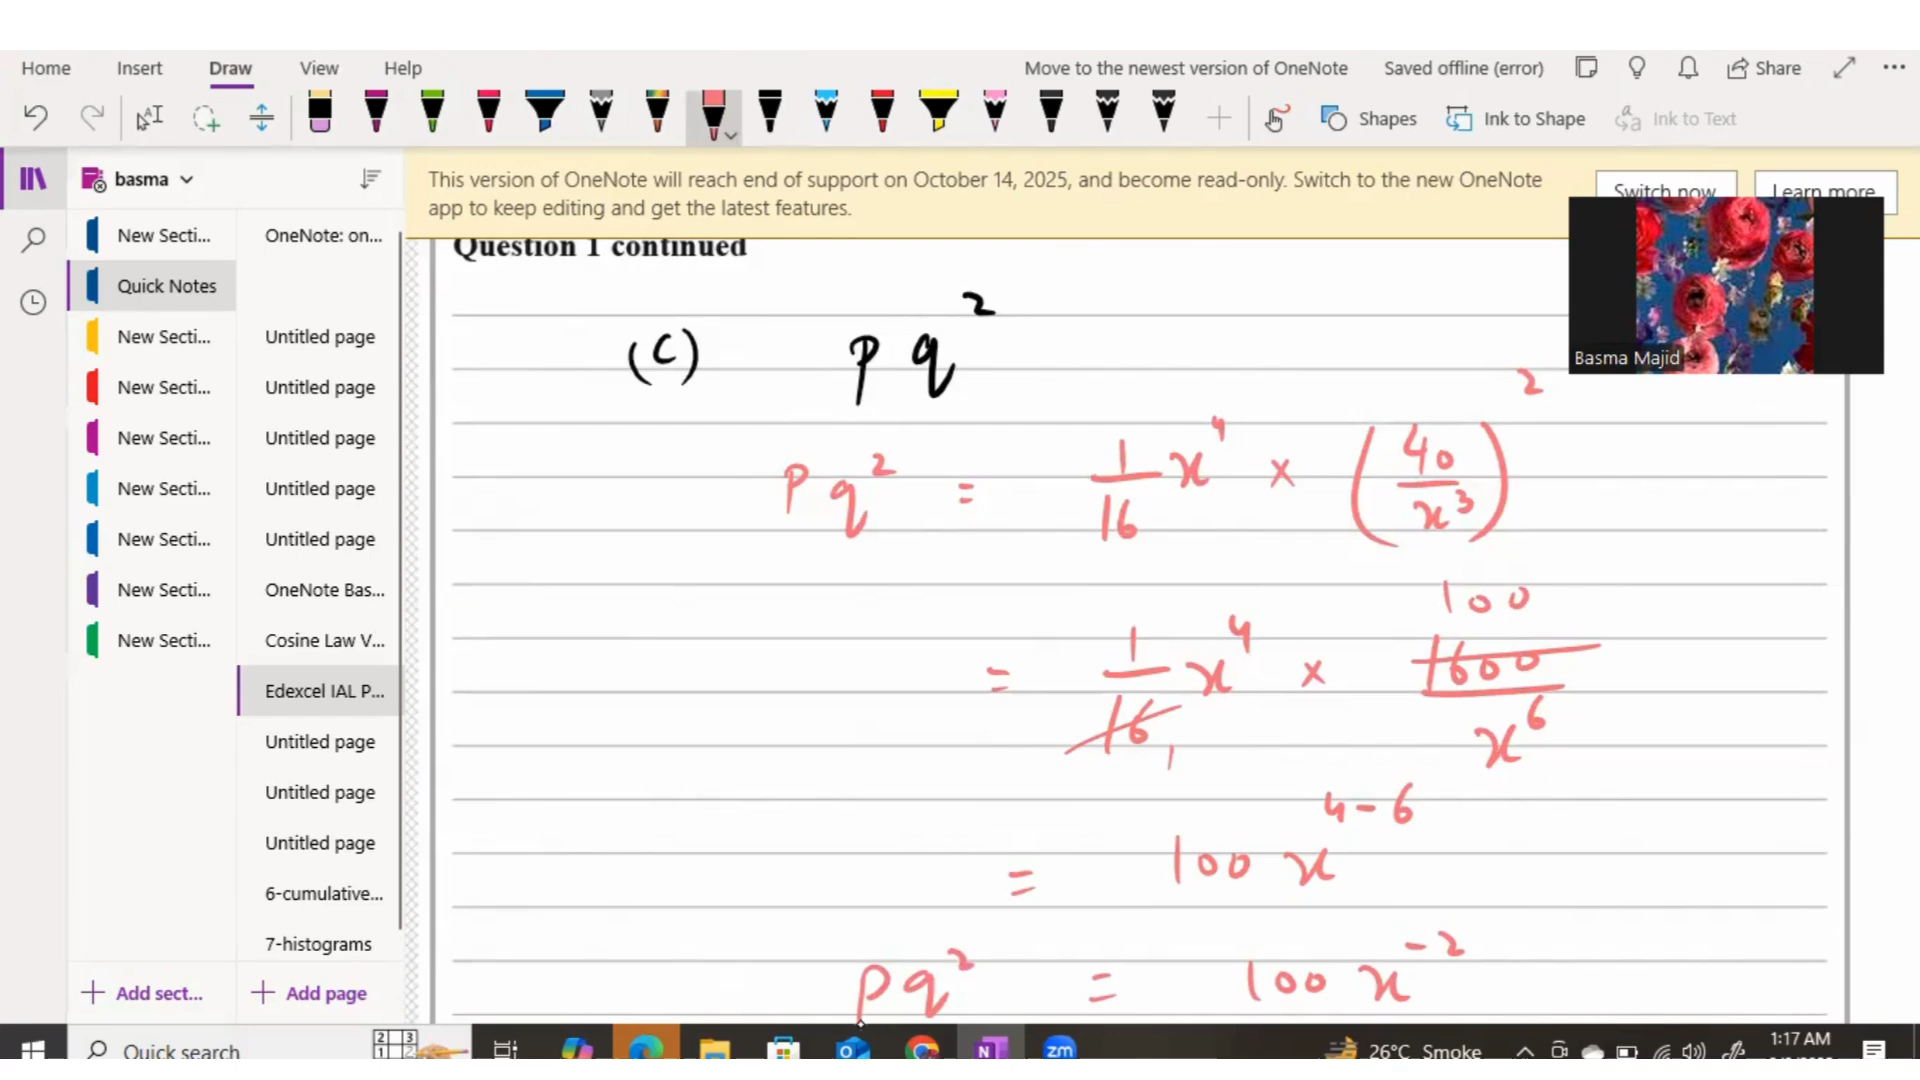 Home Insert Draw View Help Move to the newest version of OneNote Saved offline (error) Share
Shapes Ink to Shape Ink to Text
basma
This version of OneNote will reach end of support on October 14, 2025, and become read-only. Switch to the new OneNote
app to keep editing and get the latest features.
Switch now Learn more
New Secti...
Quick Notes
New Secti...
New Secti...
New Secti...
New Secti...
New Secti...
New Secti...
New Secti...
Add sect...
OneNote: on...
Untitled page
Untitled page
Untitled page
Untitled page
Untitled page
OneNote Bas...
Cosine Law V...
Edexcel IAL P...
Untitled page
Untitled page
Untitled page
6-cumulative...
7-histograms
Add page
Basma Majid
Question 1 continued
(C) pq²
pq² = 1/16 x⁴ × (40/x³)²
= 1/16 x⁴ × 1600/x⁶
1 100
= 100 x⁴⁻⁶
pq² = 100 x⁻²
Quick search
2 3
1
zm
26°C Smoke
1:17 AM